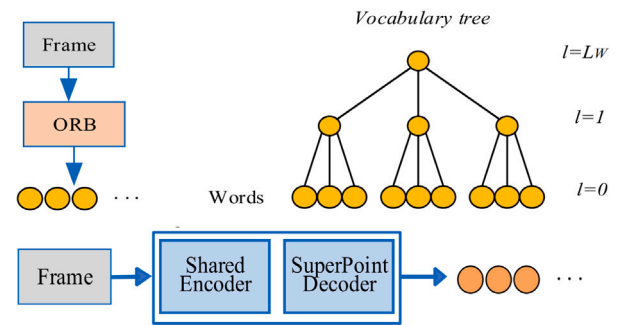 Vocabulary tree
Frame
l=LW
ORB
l=1
...
Words
l=0
Frame
Shared
Encoder
SuperPoint
Decoder
...